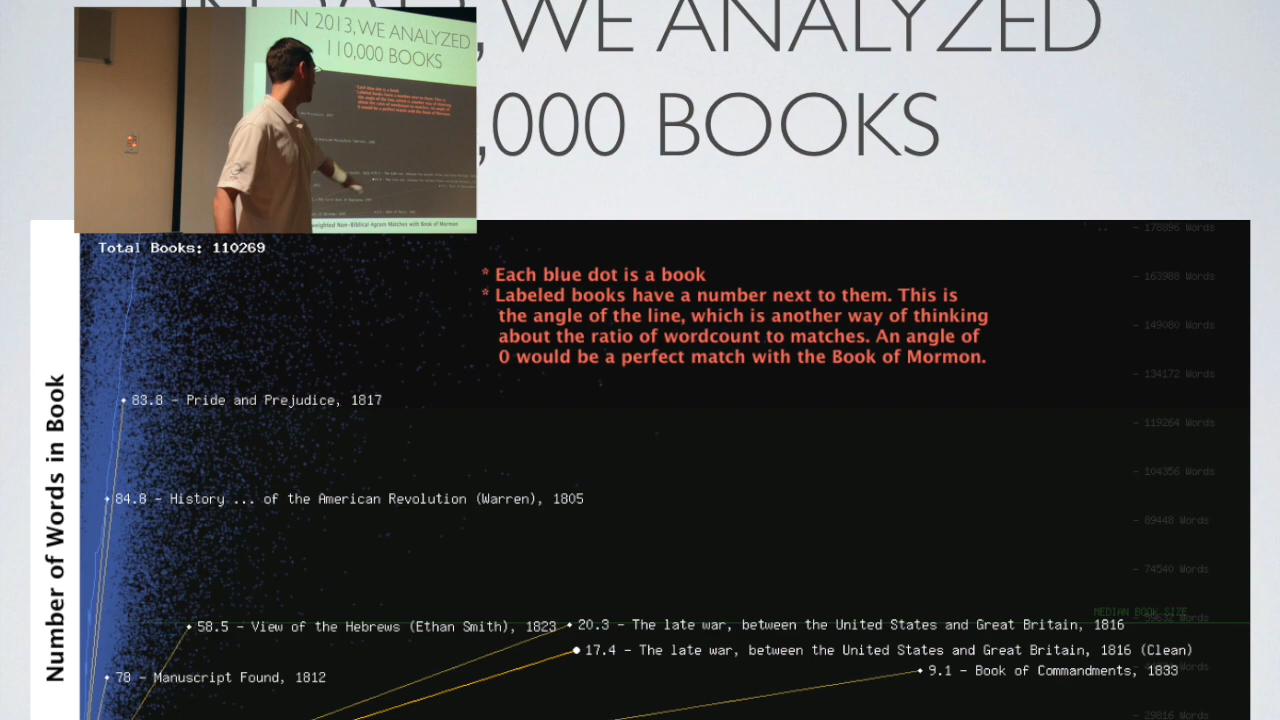 , WE ANALYZED
,000 BOOKS
IN 2013, WE ANALYZED
110,000 BOOKS
Number of Words in Book
Total Books: 110269
* Each blue dot is a book
* Labeled books have a number next to them. This is
the angle of the line, which is another way of thinking
about the ratio of wordcount to matches. An angle of
0 would be a perfect match with the Book of Mormon.
- 178896 Words
- 163988 Words
- 149080 Words
- 134172 Words
83.8 - Pride and Prejudice, 1817
- 119264 Words
- 104356 Words
84.8 - History ... of the American Revolution (Warren), 1805
- 89448 Words
- 74540 Words
MEDIAN BOOK SIZE
- 59632 Words
58.5 - View of the Hebrews (Ethan Smith), 1823
20.3 - The late war, between the United States and Great Britain, 1816
17.4 - The late war, between the United States and Great Britain, 1816 (Clean)
78 - Manuscript Found, 1812
9.1 - Book of Commandments, 1833
- 29816 Words